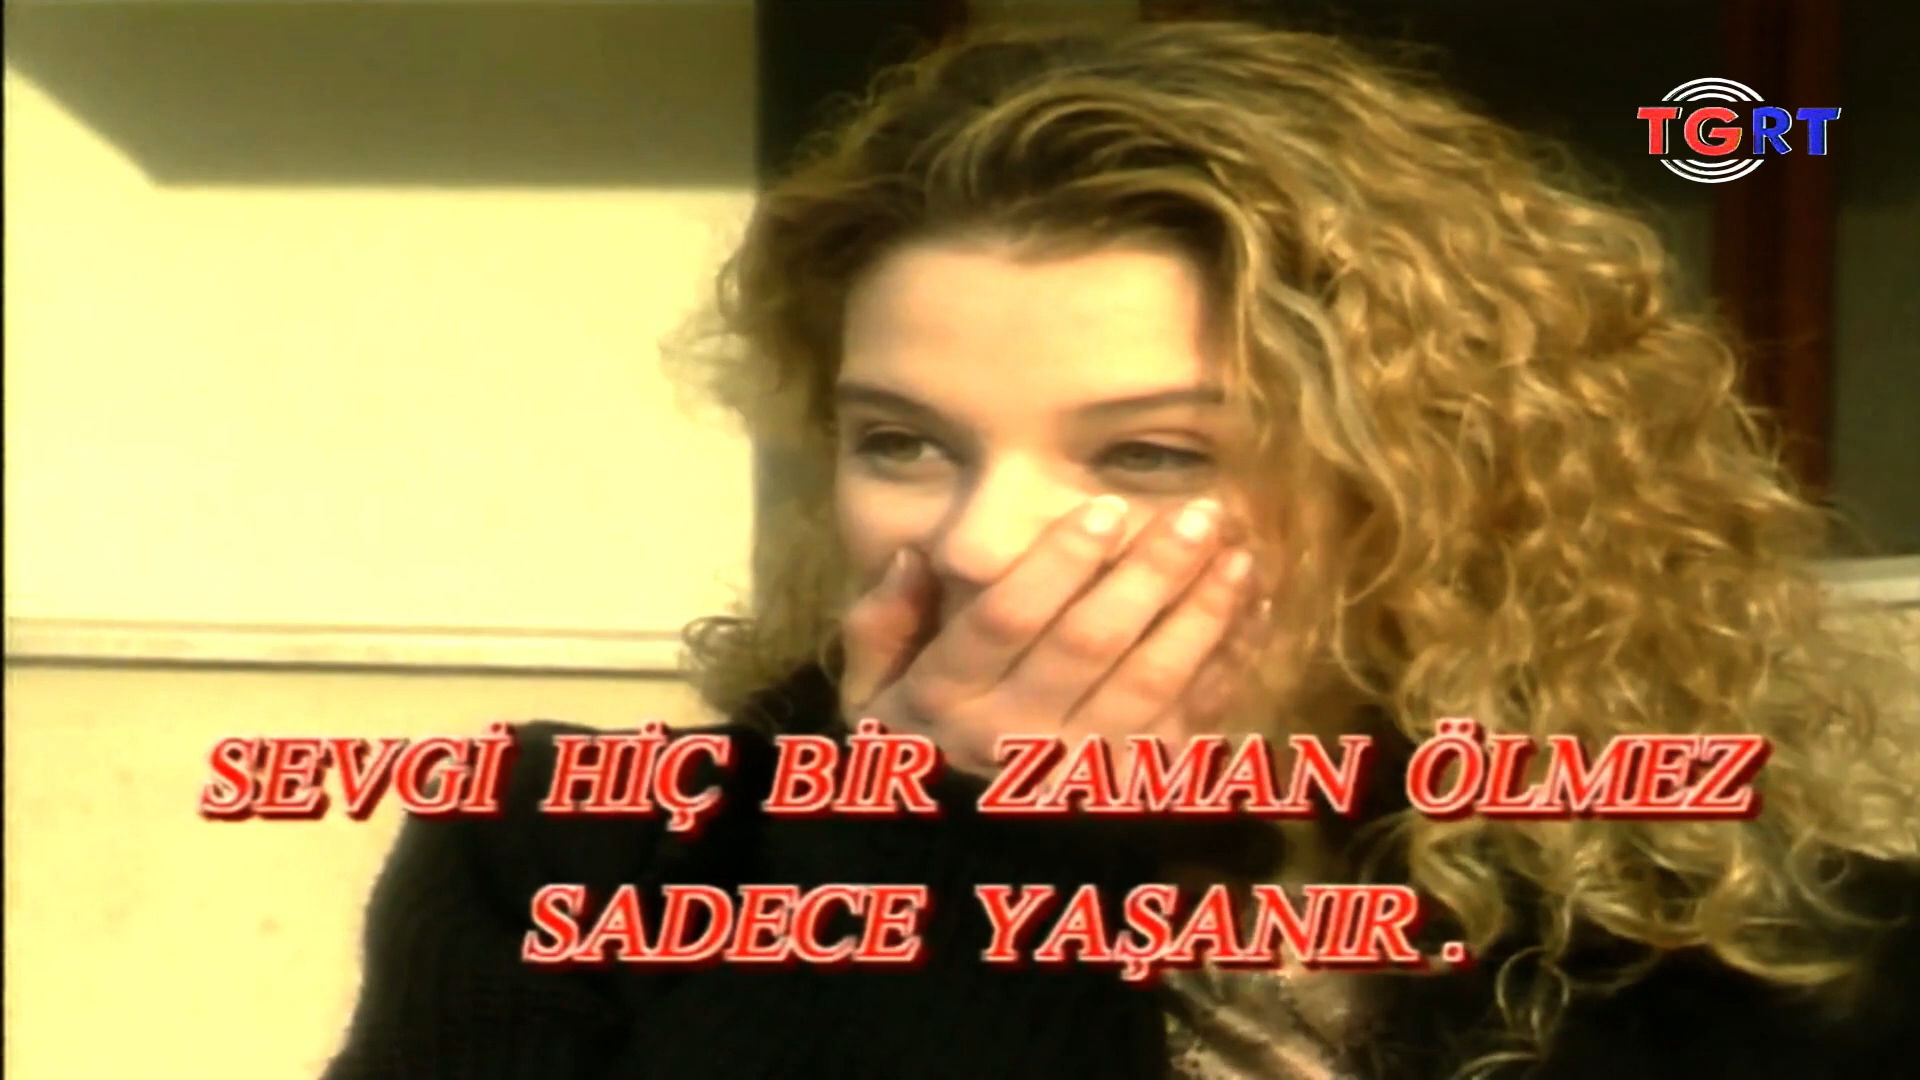 TGRT
SEVGİ HİÇ BİR ZAMAN ÖLMEZ
SADECE YAŞANIR .